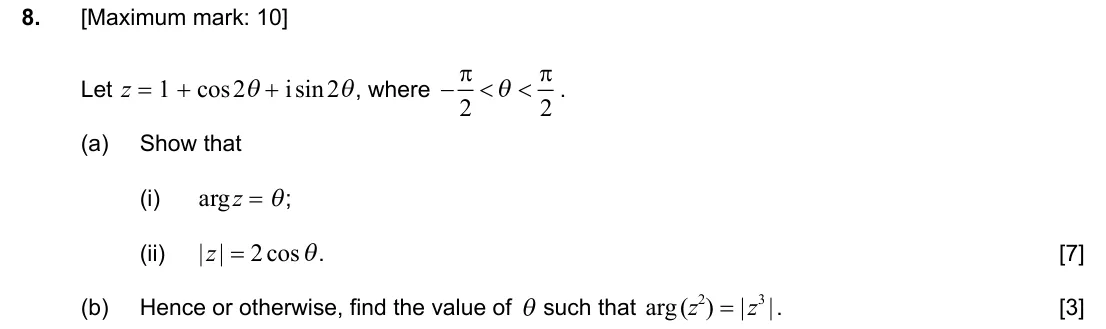 8. [Maximum mark: 10]
Let z = 1 + cos 2θ + i sin 2θ, where −π/2 < θ < π/2.
(a) Show that
(i) arg z = θ;
(ii) |z| = 2 cos θ. [7]
(b) Hence or otherwise, find the value of θ such that arg(z²) = |z³|. [3]